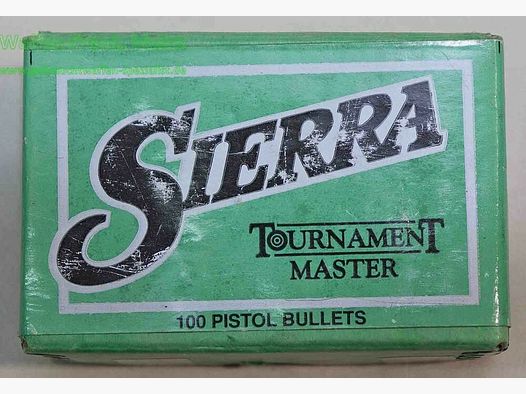 SIERRA
TOURNAMENT
MASTER
100 PISTOL BULLETS